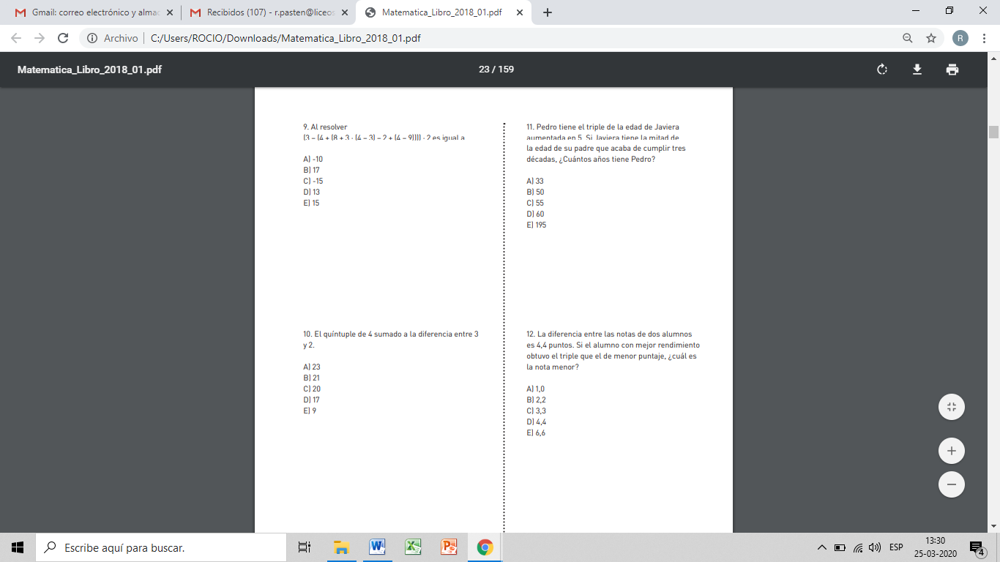 Gmail: correo electrónico y almac
Recibidos (107) - r.pasten@liceos
Matematica_Libro_2018_01.pdf
Archivo
C:/Users/ROCIO/Downloads/Matematica_Libro_2018_01.pdf
R
Matematica_Libro_2018_01.pdf
23 / 159
9. Al resolver
(3 – (4 + (8 + 3 · (4 – 3) – 2 + (4 – 9)))) · 2 es igual a
A) -10
B) 17
C) -15
D) 13
E) 15
10. El quíntuple de 4 sumado a la diferencia entre 3
y 2.
A) 23
B) 21
C) 20
D) 17
E) 9
11. Pedro tiene el triple de la edad de Javiera
aumentada en 5. Si Javiera tiene la mitad de
la edad de su padre que acaba de cumplir tres
décadas, ¿Cuántos años tiene Pedro?
A) 33
B) 50
C) 55
D) 60
E) 195
12. La diferencia entre las notas de dos alumnos
es 4,4 puntos. Si el alumno con mejor rendimiento
obtuvo el triple que el de menor puntaje, ¿cuál es
la nota menor?
A) 1,0
B) 2,2
C) 3,3
D) 4,4
E) 6,6
Escribe aquí para buscar.
ESP
13:30
25-03-2020
4